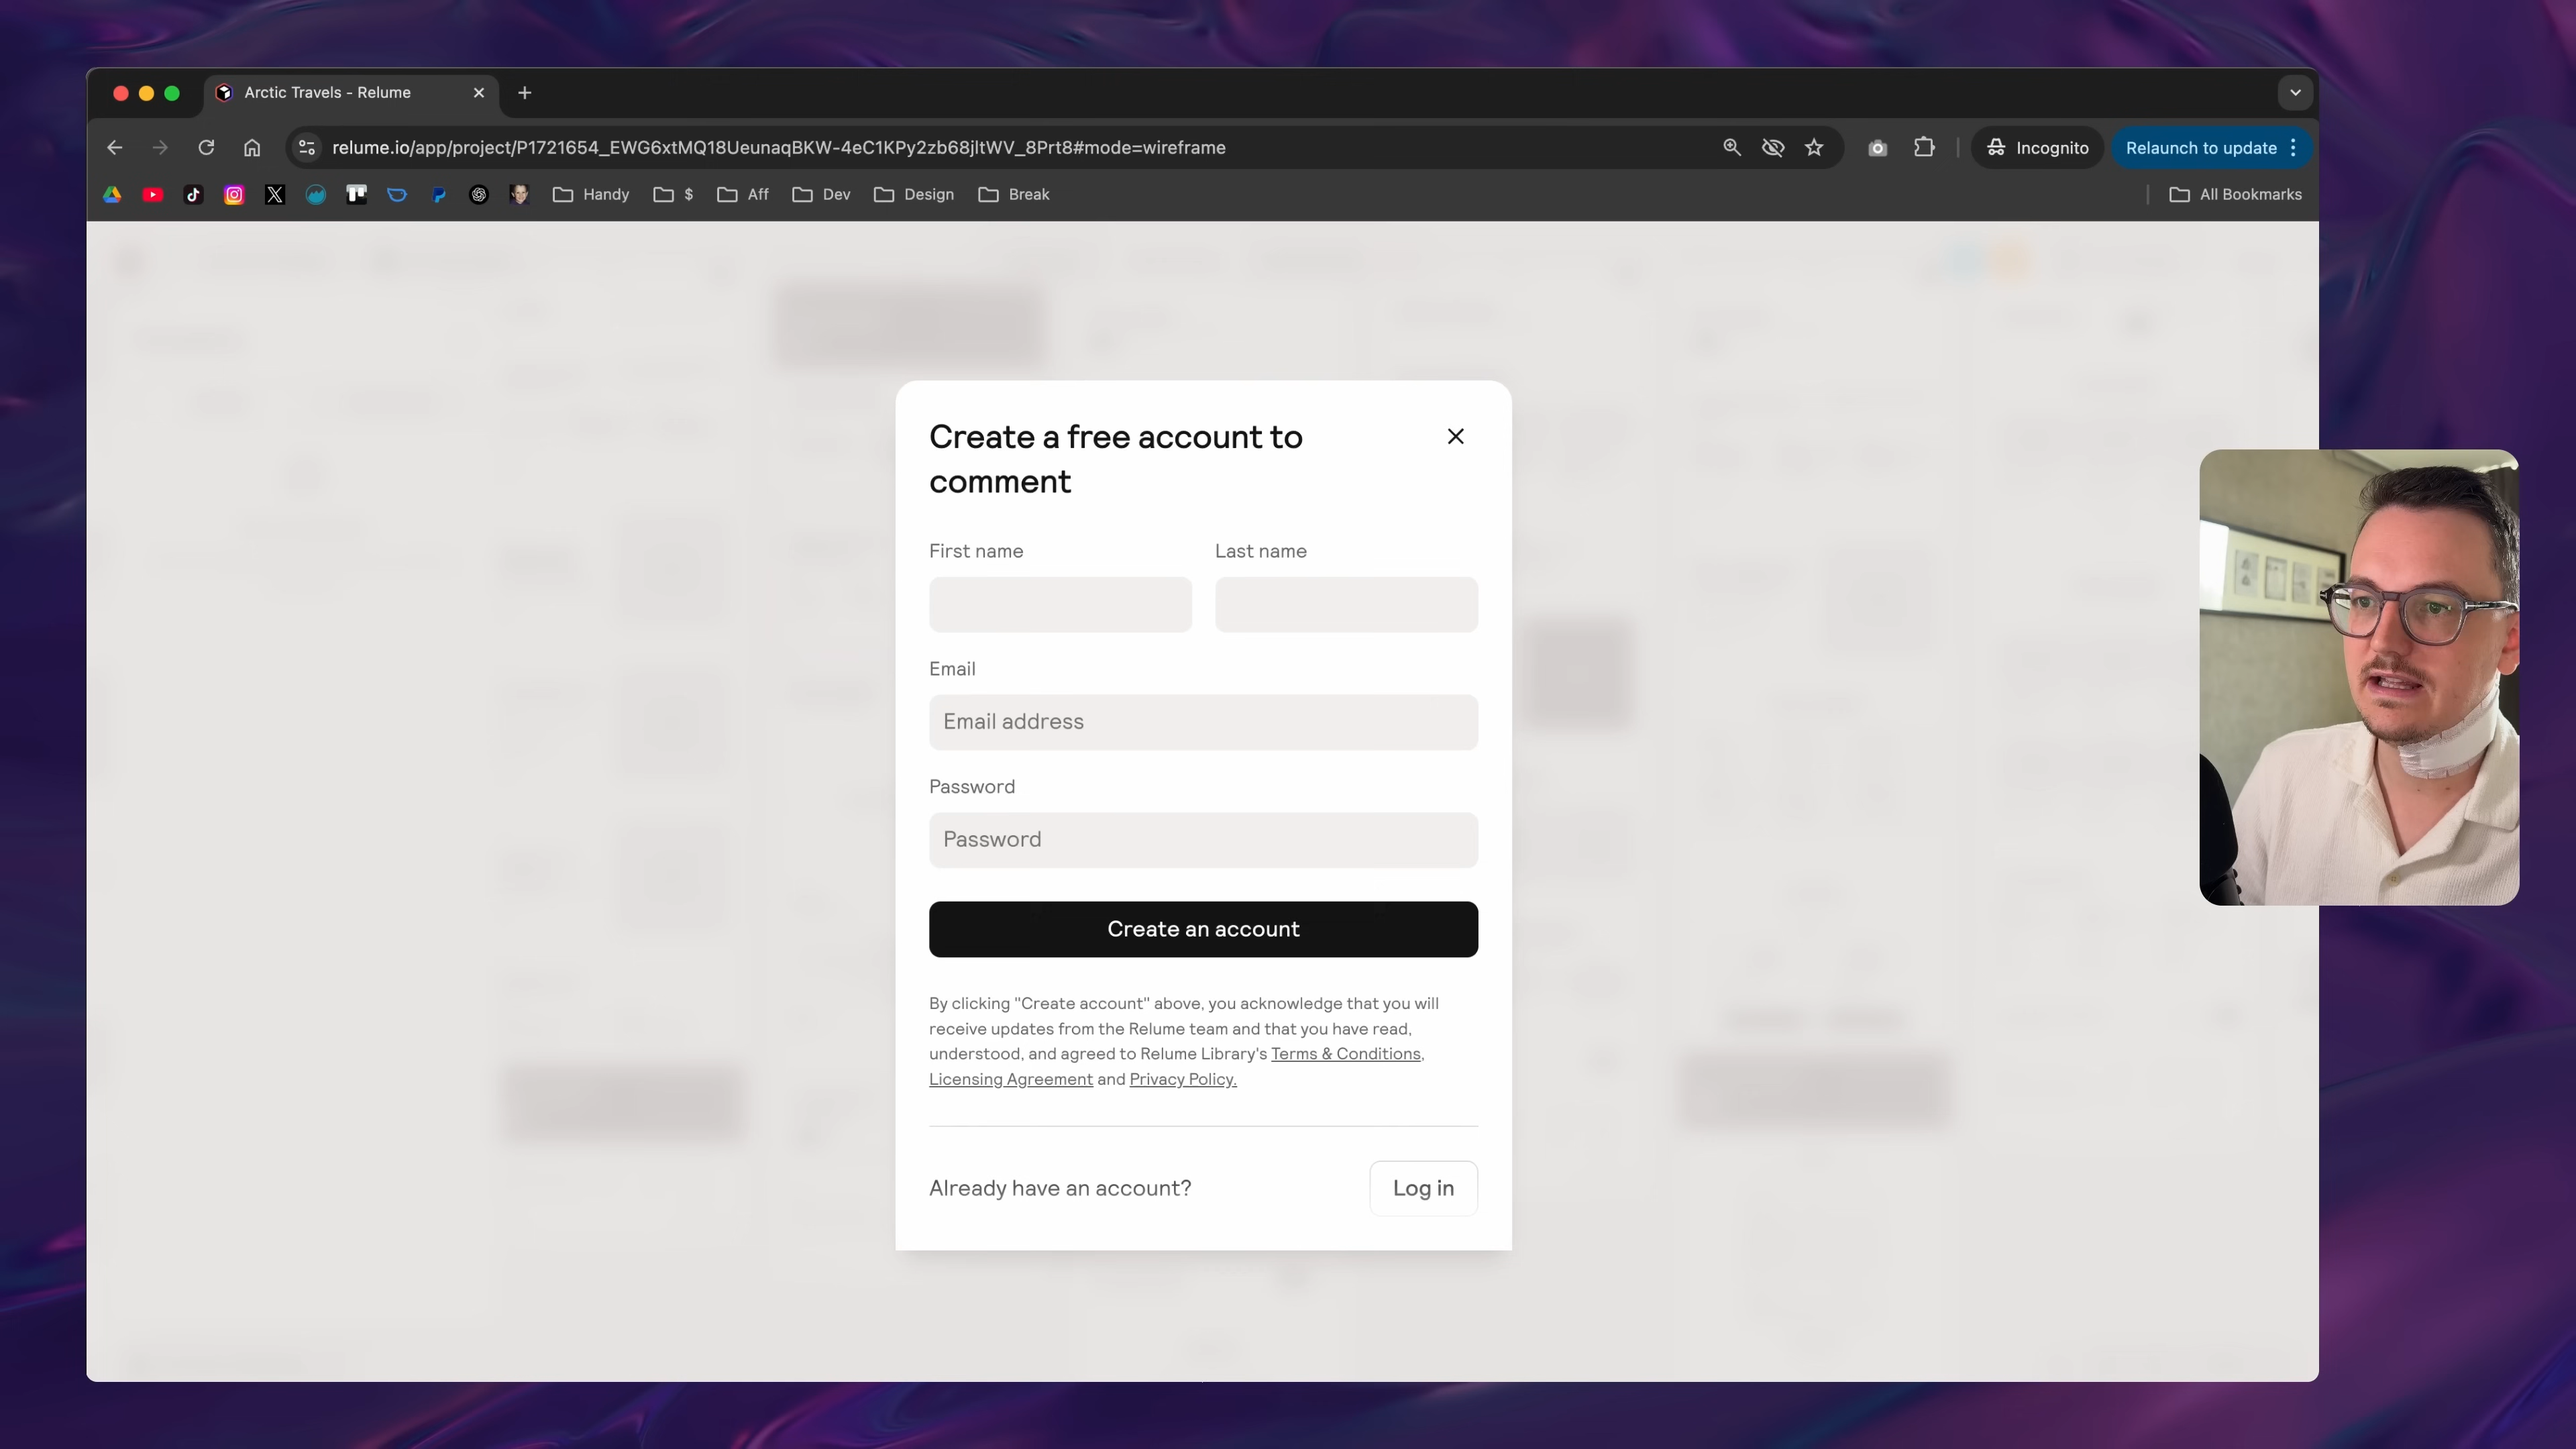 Arctic Travels - Relume
relume.io/app/project/P1721654_EWG6xtMQ18UeunaqBKW-4eC1KPy2zb68jltWV_8Prt8#mode=wireframe
Incognito
Relaunch to update
Handy
$
Aff
Dev
Design
Break
All Bookmarks
Create a free account to
comment
First name
Last name
Email
Email address
Password
Password
Create an account
By clicking "Create account" above, you acknowledge that you will
receive updates from the Relume team and that you have read,
understood, and agreed to Relume Library's Terms & Conditions,
Licensing Agreement and Privacy Policy.
Already have an account?
Log in